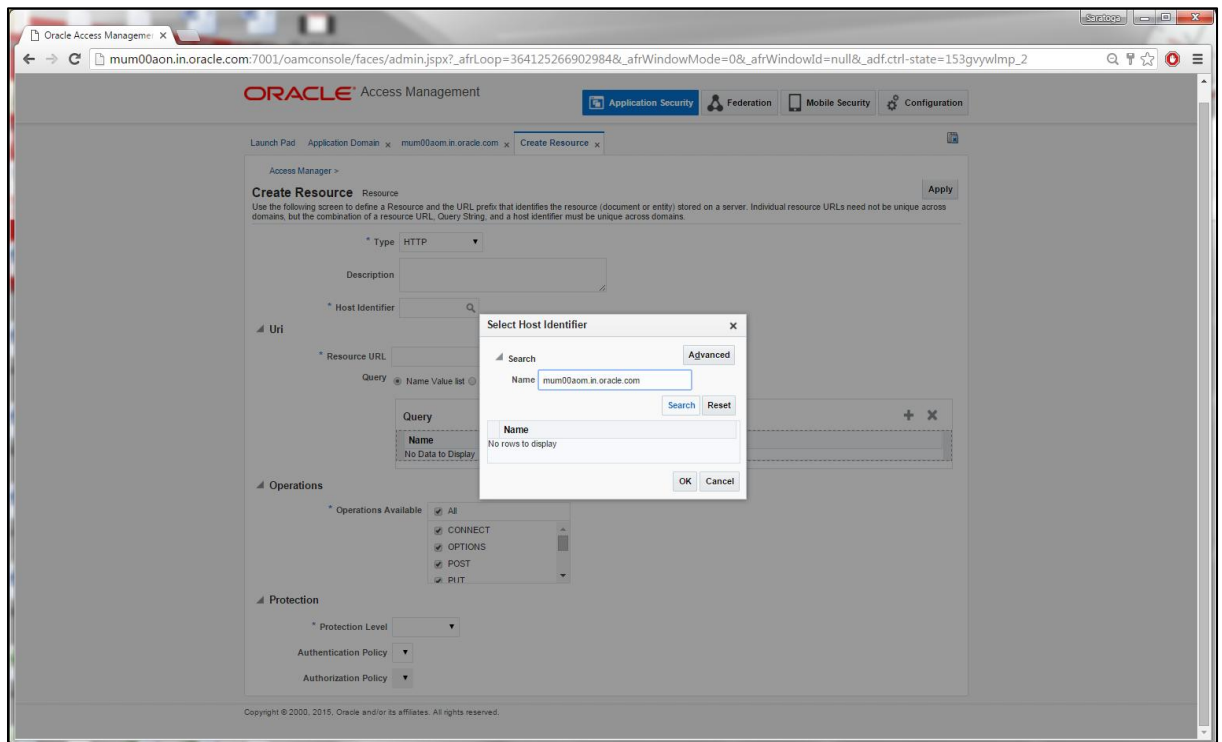 Saratoga
Oracle Access Managemen
mum00aon.in.oracle.com:7001/oamconsole/faces/admin.jspx?_afrLoop=364125266902984&_afrWindowMode=0&_afrWindowId=null&_adf.ctrl-state=153gvywlmp_2
ORACLE® Access Management
Application Security Federation Mobile Security Configuration
Launch Pad Application Domain x mum00aom.in.oracle.com x Create Resource x
Access Manager >
Create Resource Resource Apply
Use the following screen to define a Resource and the URL prefix that identifies the resource (document or entity) stored on a server. Individual resource URLs need not be unique across
domains, but the combination of a resource URL, Query String, and a host identifier must be unique across domains.
* Type HTTP
Description
* Host Identifier
Uri
* Resource URL
Query Name Value list
Query
Name
No Data to Display
Select Host Identifier
Search Advanced
Name mum00aom.in.oracle.com
Search Reset
Name
No rows to display
OK Cancel
Operations
* Operations Available All
CONNECT
OPTIONS
POST
PUT
Protection
* Protection Level
Authentication Policy
Authorization Policy
Copyright © 2000, 2015, Oracle and/or its affiliates. All rights reserved.